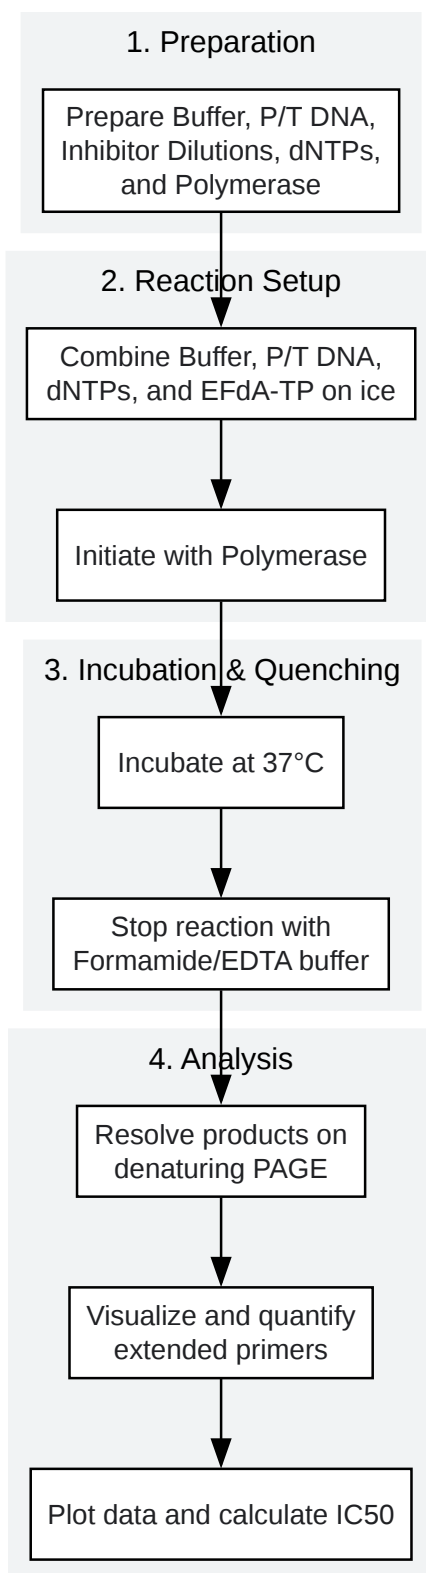 1. Preparation
Prepare Buffer, P/T DNA,
Inhibitor Dilutions, dNTPs,
and Polymerase
2. Reaction Setup
Combine Buffer, P/T DNA,
dNTPs, and EFdA-TP on ice
Initiate with Polymerase
3. Incubation & Quenching
Incubate at 37°C
Stop reaction with
Formamide/EDTA buffer
4. Analysis
Resolve products on
denaturing PAGE
Visualize and quantify
extended primers
Plot data and calculate IC50